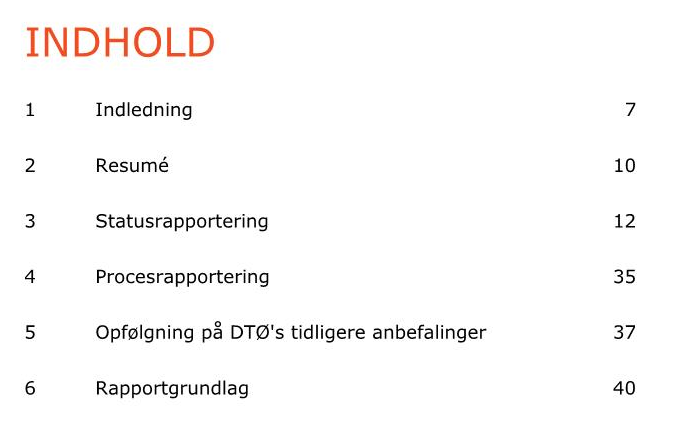 INDHOLD
1 Indledning 7
2 Resumé 10
3 Statusrapportering 12
4 Procesrapportering 35
5 Opfølgning på DTØ's tidligere anbefalinger 37
6 Rapportgrundlag 40